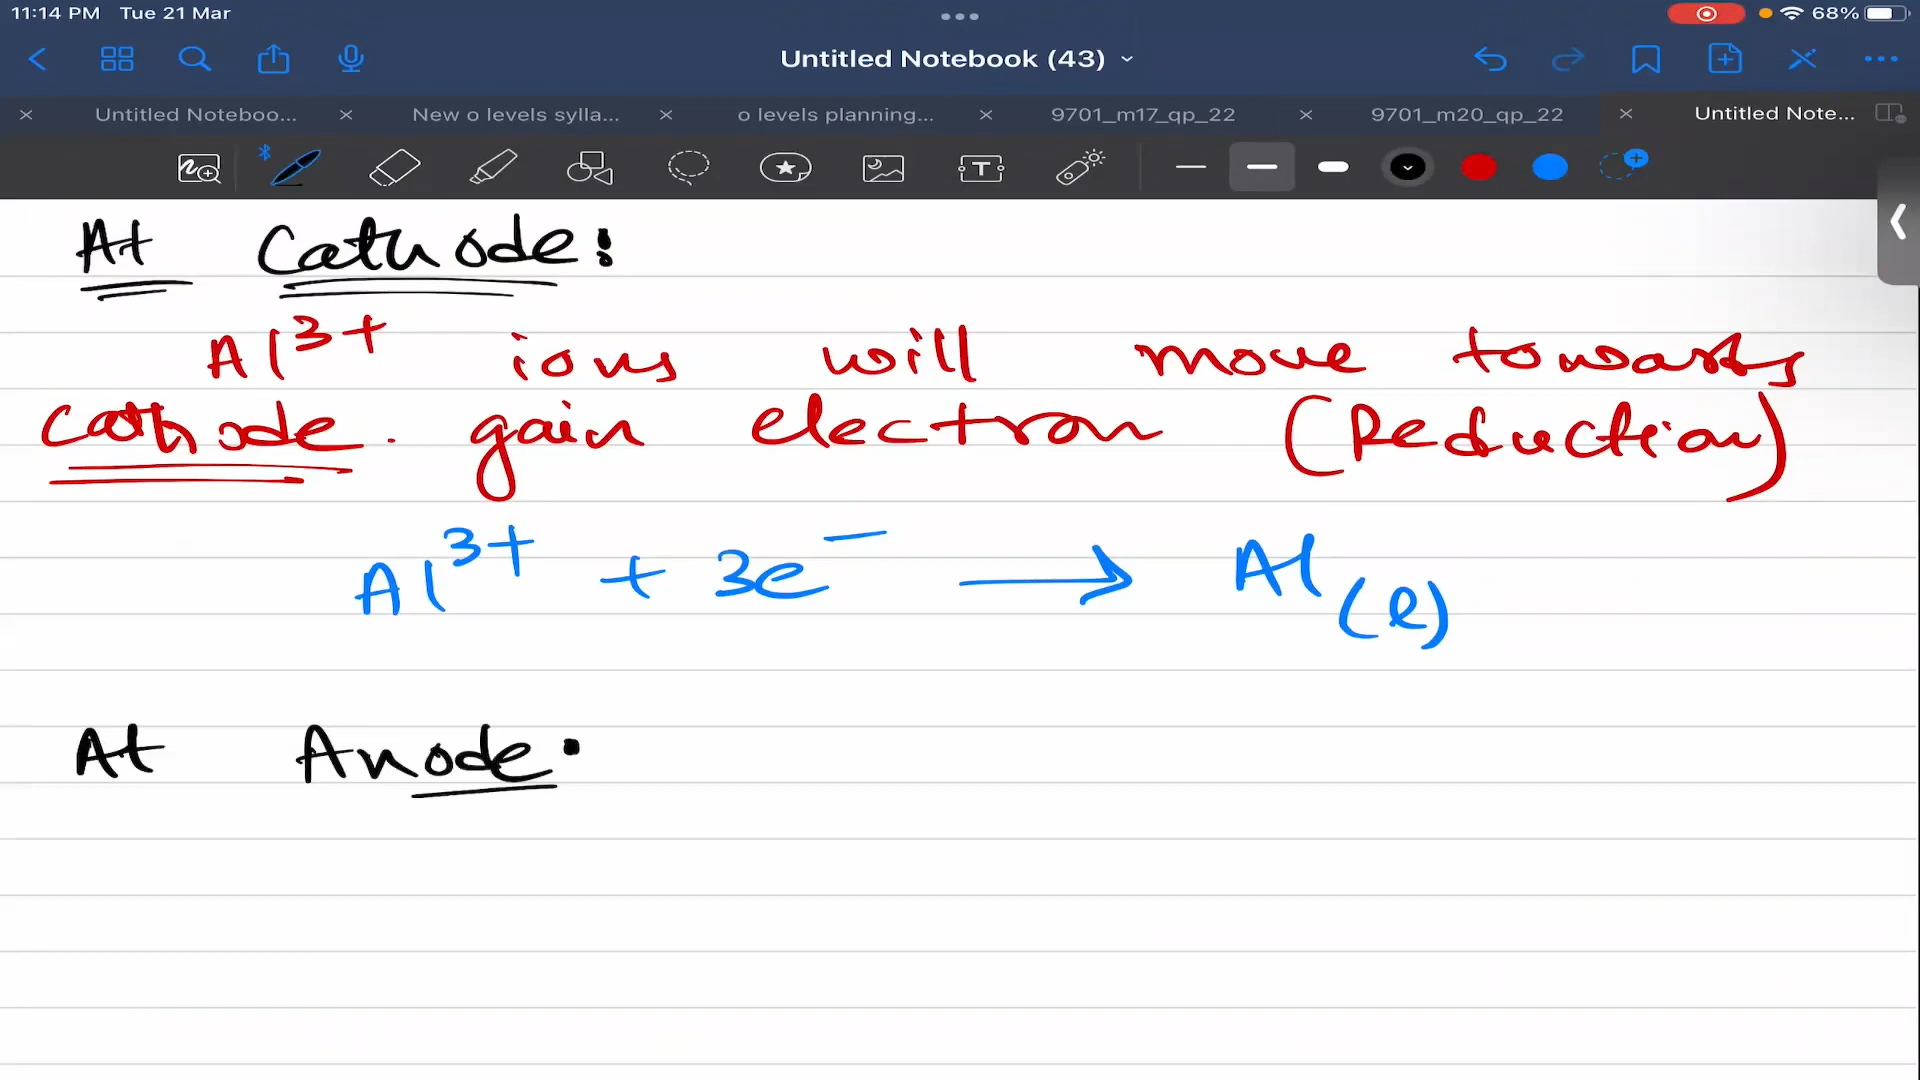 11:14 PM Tue 21 Mar
68%
Untitled Notebook (43)
Untitled Noteboo...
New o levels sylla...
o levels planning...
9701_m17_qp_22
9701_m20_qp_22
Untitled Note...
At Cathode:
Al³⁺ ions will move towards
cathode. gain electron (Reduction)
Al³⁺ + 3e⁻ → Al(l)
At Anode.